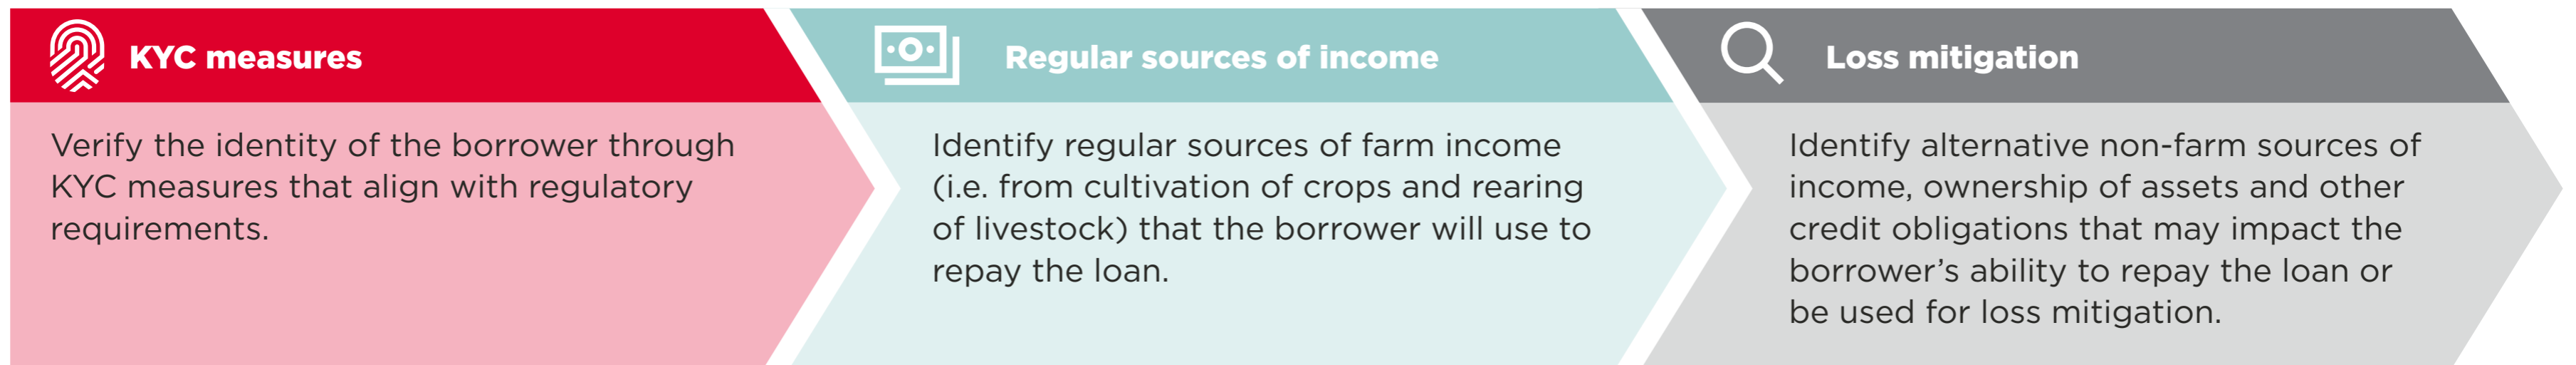 KYC measures
Verify the identity of the borrower through
KYC measures that align with regulatory
requirements.
Regular sources of income
Identify regular sources of farm income
(i.e. from cultivation of crops and rearing
of livestock) that the borrower will use to
repay the loan.
Loss mitigation
Identify alternative non-farm sources of
income, ownership of assets and other
credit obligations that may impact the
borrower’s ability to repay the loan or
be used for loss mitigation.